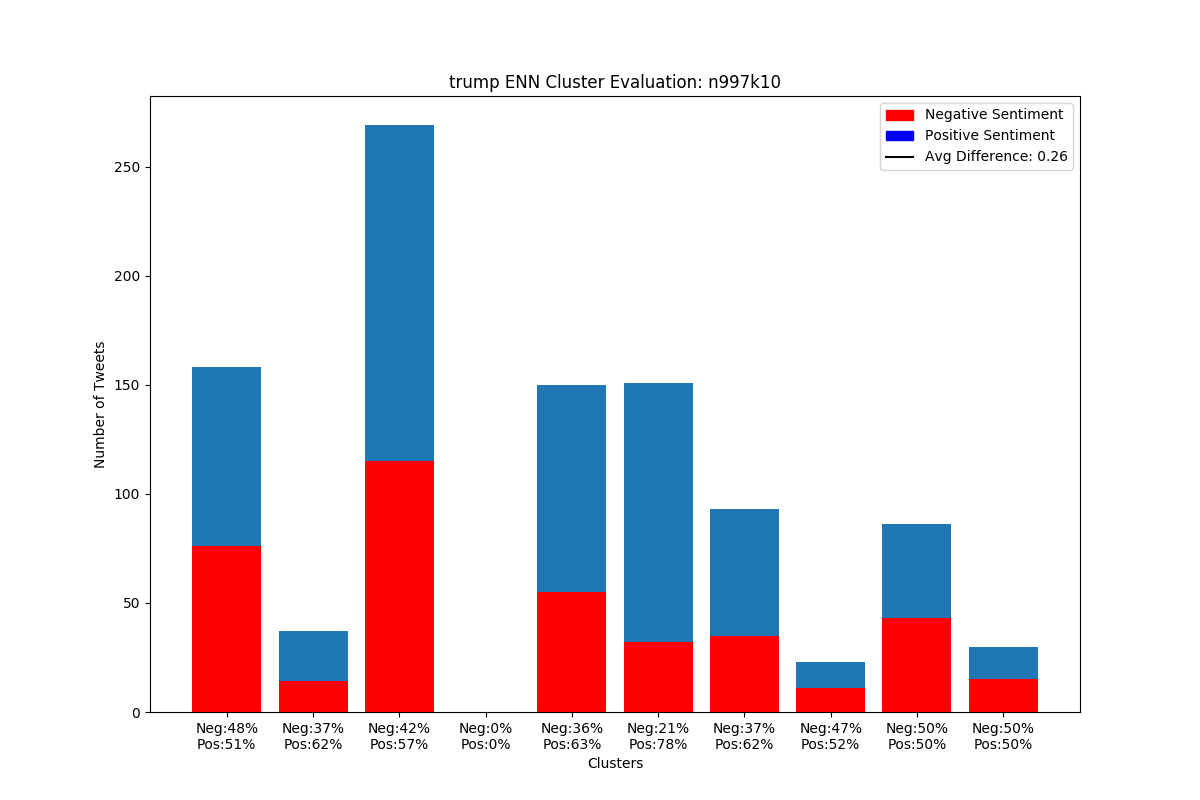 trump ENN Cluster Evaluation: n997k10
Negative Sentiment
Positive Sentiment
Avg Difference: 0.26
Number of Tweets
250
200
150
100
50
0
Neg:48% Neg:37% Neg:42% Neg:0% Neg:36% Neg:21% Neg:37% Neg:47% Neg:50% Neg:50%
Pos:51% Pos:62% Pos:57% Pos:0% Pos:63% Pos:78% Pos:62% Pos:52% Pos:50% Pos:50%
Clusters